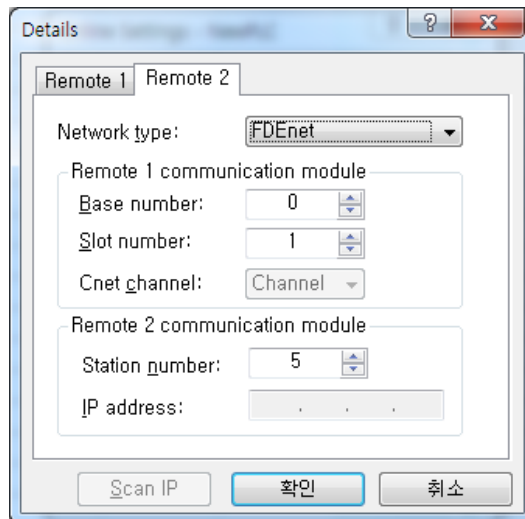 Details
Remote 1 Remote 2
Network type: FDEnet
Remote 1 communication module
Base number: 0
Slot number: 1
Cnet channel: Channel
Remote 2 communication module
Station number: 5
IP address: . . .
Scan IP 확인 취소